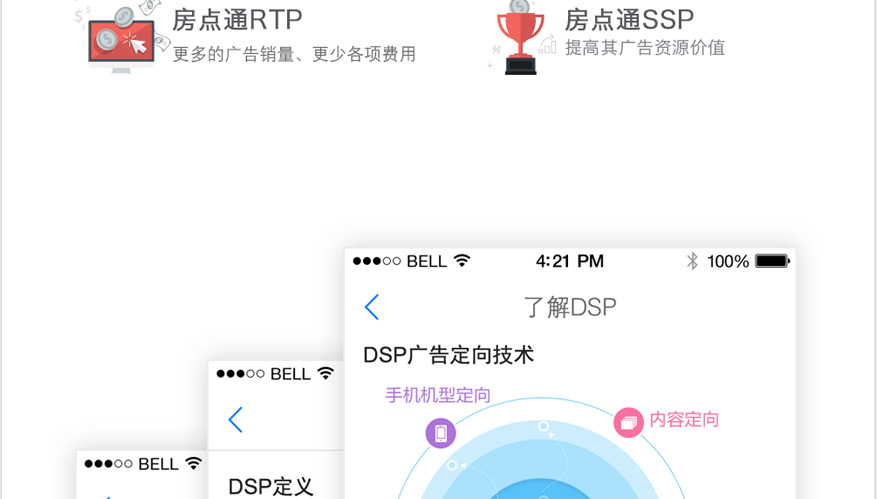 房点通RTP
更多的广告销量、更少各项费用
房点通SSP
提高其广告资源价值
BELL 4:21 PM 100%
了解DSP
DSP广告定向技术
手机机型定向
内容定向
BELL
DSP定义
BELL